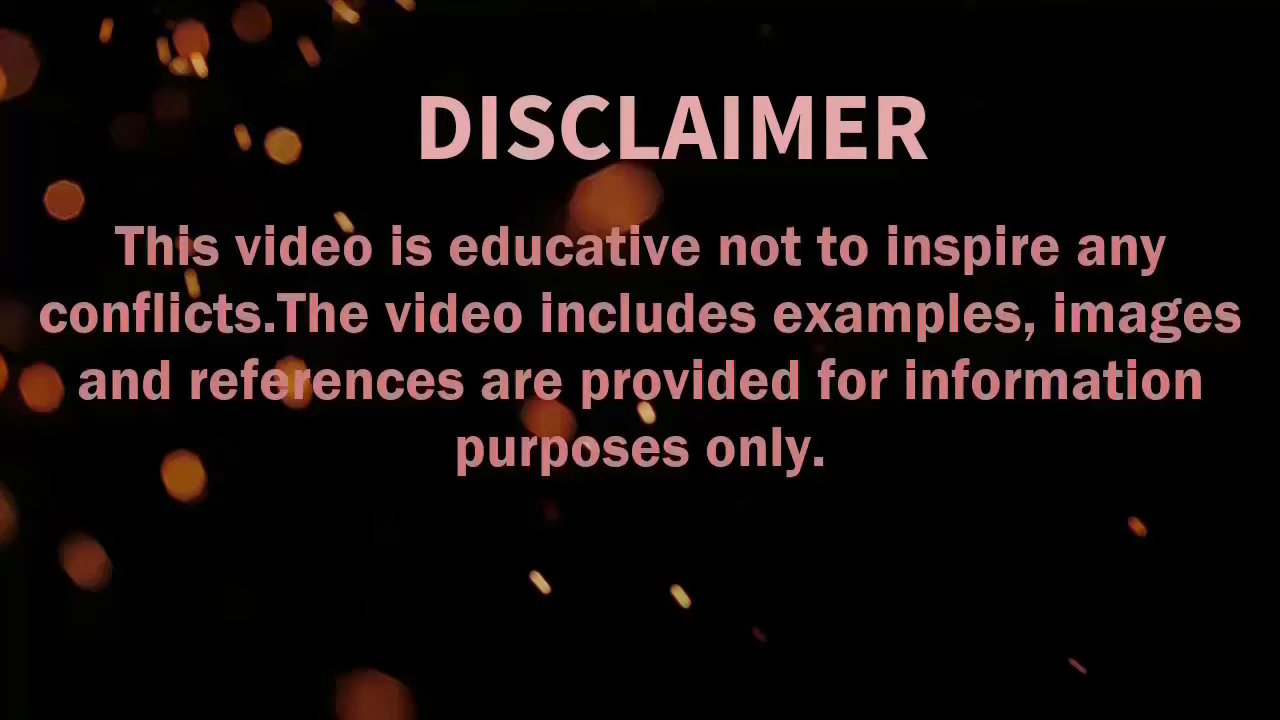 DISCLAIMER
This video is educative not to inspire any
conflicts.The video includes examples, images
and references are provided for information
purposes only.